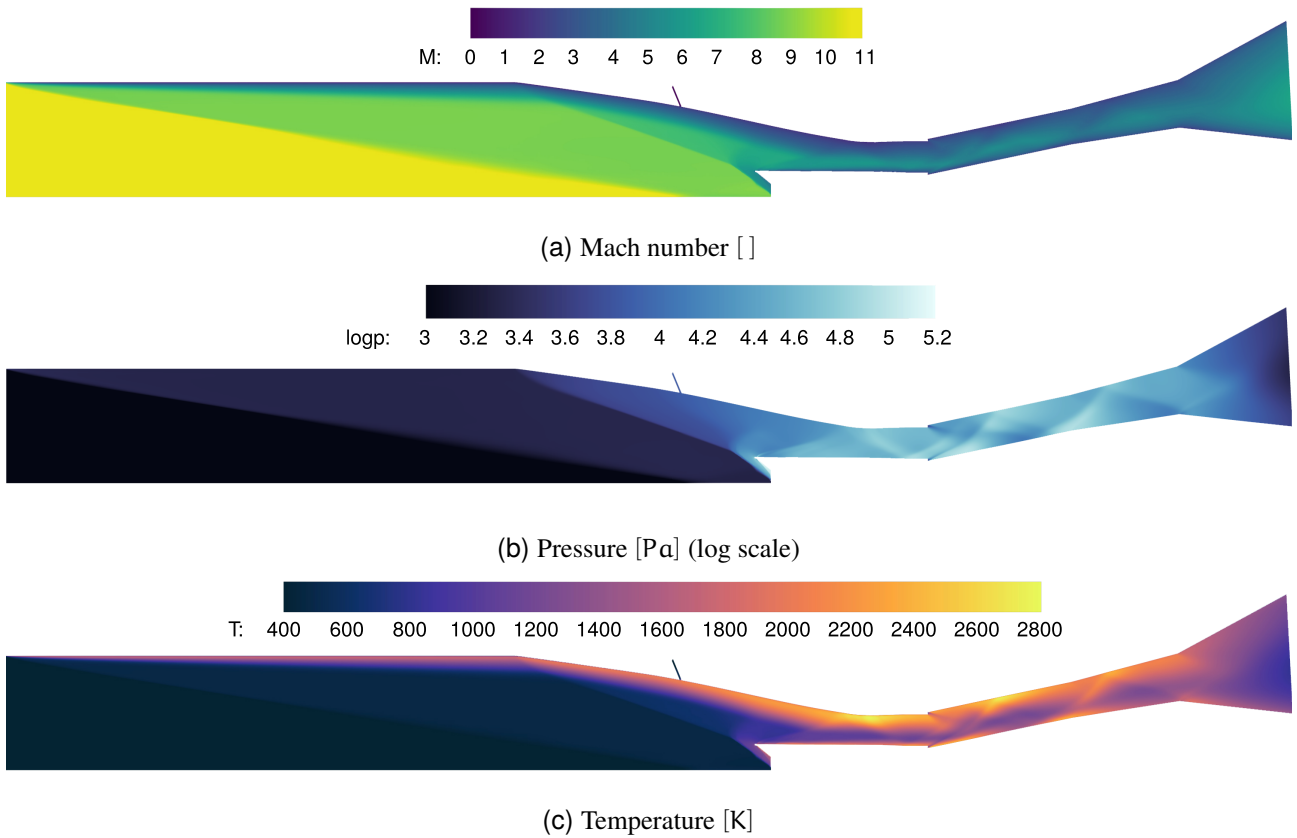 M: 0 1 2 3 4 5 6 7 8 9 10 11
(a) Mach number [ ]
logp: 3 3.2 3.4 3.6 3.8 4 4.2 4.4 4.6 4.8 5 5.2
(b) Pressure [Pa] (log scale)
T: 400 600 800 1000 1200 1400 1600 1800 2000 2200 2400 2600 2800
(c) Temperature [K]